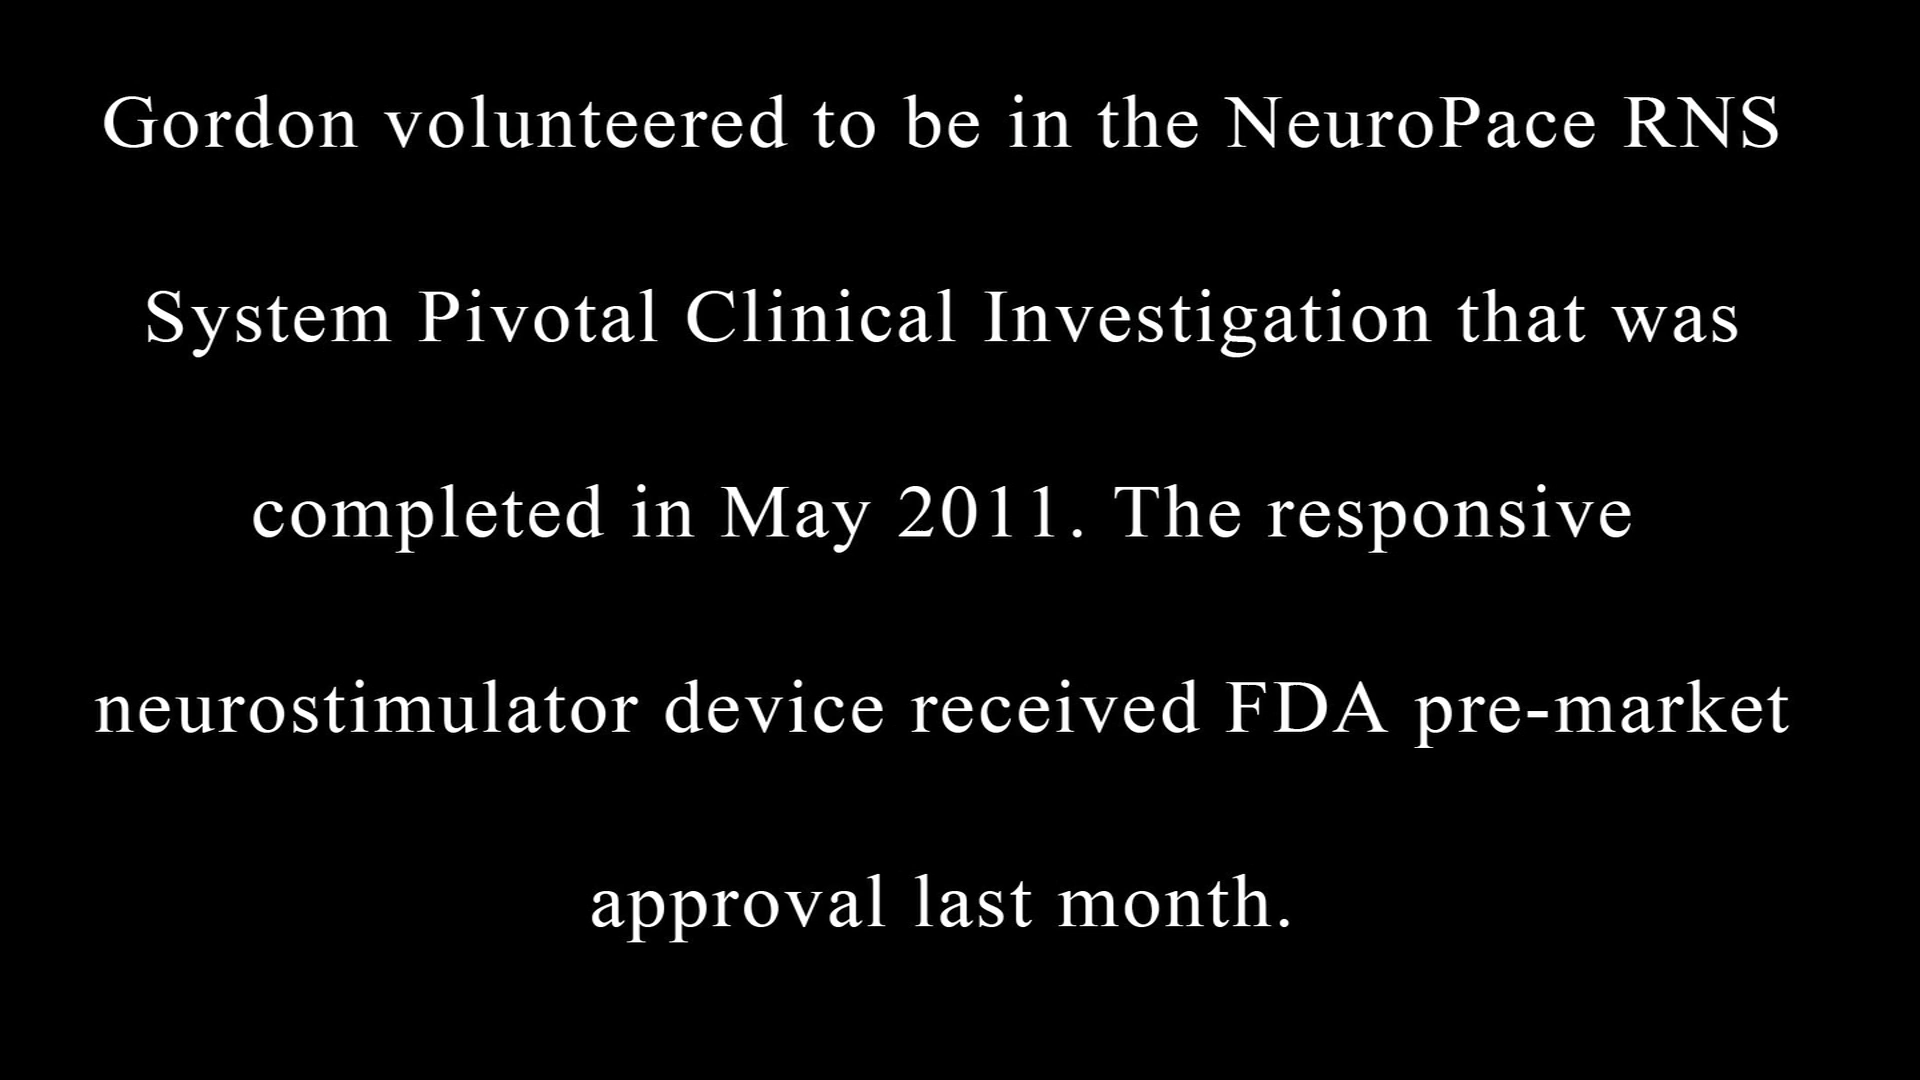 Gordon volunteered to be in the NeuroPace RNS
System Pivotal Clinical Investigation that was
completed in May 2011. The responsive
neurostimulator device received FDA pre-market
approval last month.